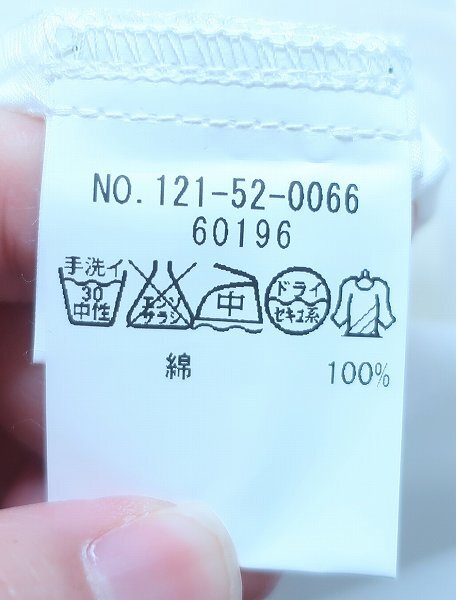 NO. 121-52-0066
60196
手洗イ
30
中性
エンソ
サラシ
中
ドライ
セキユ系
綿 100%